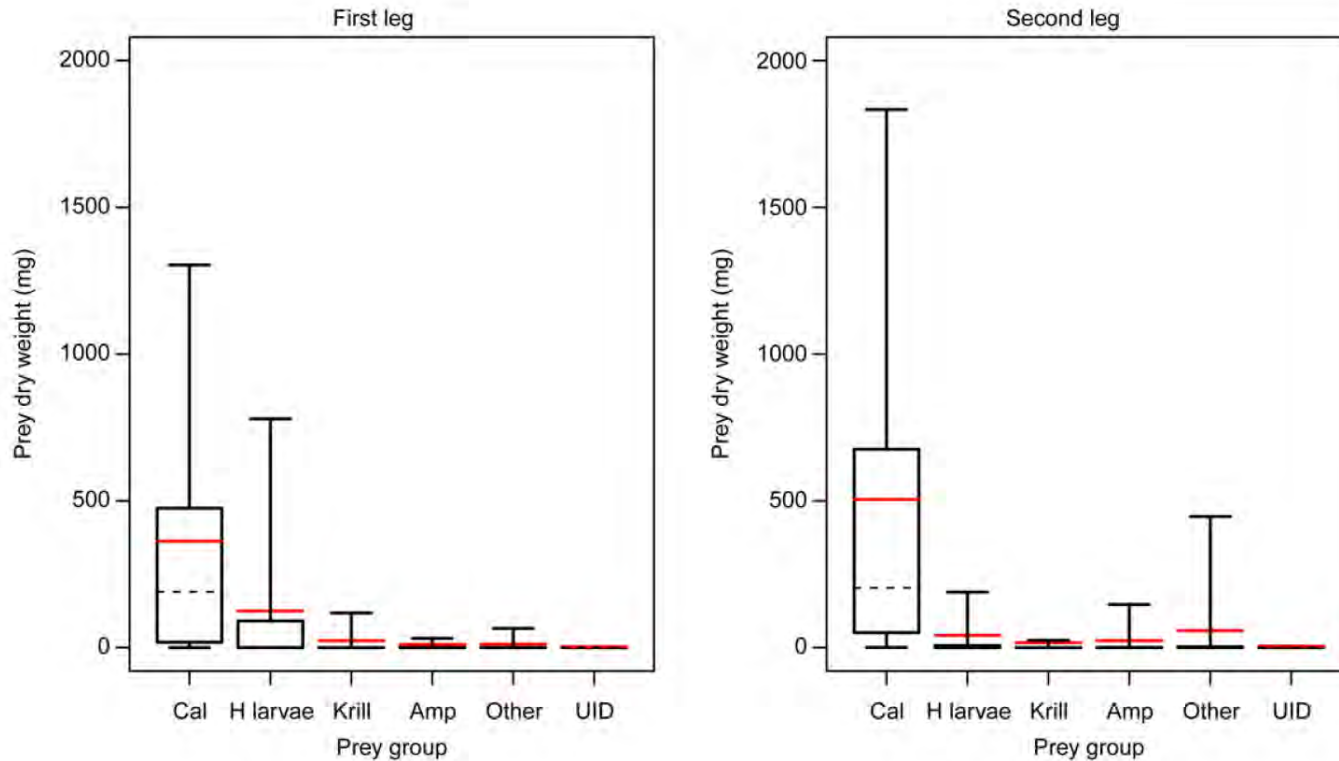 First leg
Prey dry weight (mg)
2000
1500
1000
500
0
Cal H larvae Krill Amp Other UID
Prey group
Second leg
Prey dry weight (mg)
2000
1500
1000
500
0
Cal H larvae Krill Amp Other UID
Prey group